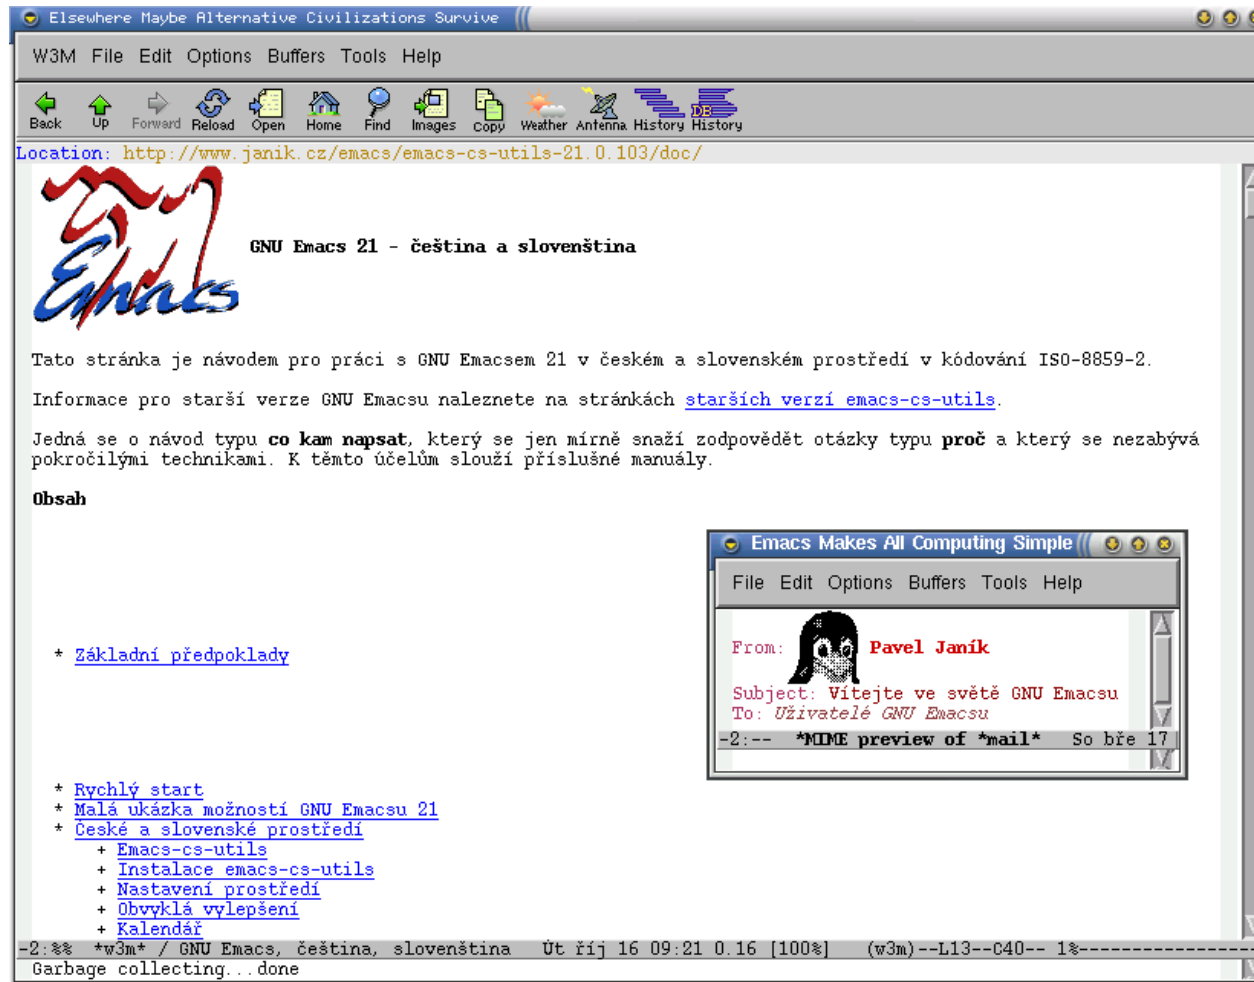 Elsewhere Maybe Alternative Civilizations Survive
W3M File Edit Options Buffers Tools Help
Back Up Forward Reload Open Home Find Images Copy Weather Antenna History DB History
Location: http://www.janik.cz/emacs/emacs-cs-utils-21.0.103/doc/
Emacs
GNU Emacs 21 - čeština a slovenština
Tato stránka je návodem pro práci s GNU Emacsem 21 v českém a slovenském prostředí v kódování ISO-8859-2.
Informace pro starší verze GNU Emacsu naleznete na stránkách starších verzí emacs-cs-utils.
Jedná se o návod typu co kam napsat, který se jen mírně snaží zodpovědět otázky typu proč a který se nezabývá
pokročilými technikami. K těmto účelům slouží příslušné manuály.
Obsah
* Základní předpoklady
Emacs Makes All Computing Simple
File Edit Options Buffers Tools Help
From: Pavel Janík
Subject: Vítejte ve světě GNU Emacsu
To: Uživatelé GNU Emacsu
-2:-- *MIME preview of *mail* So bře 17
* Rychlý start
* Malá ukázka možností GNU Emacsu 21
* České a slovenské prostředí
+ Emacs-cs-utils
+ Instalace emacs-cs-utils
+ Nastavení prostředí
+ Obvyklá vylepšení
+ Kalendář
-2:%% *w3m* / GNU Emacs, čeština, slovenština Út říj 16 09:21 0.16 [100%] (w3m)--L13--C40-- 1%----------------
Garbage collecting...done